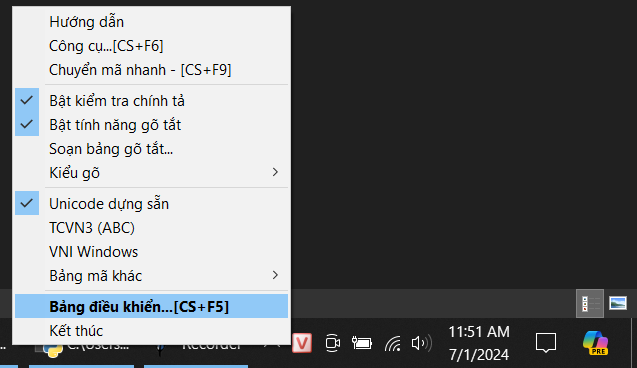 Hướng dẫn
Công cụ...[CS+F6]
Chuyển mã nhanh - [CS+F9]
Bật kiểm tra chính tả
Bật tính năng gõ tắt
Soạn bảng gõ tắt...
Kiểu gõ
Unicode dựng sẵn
TCVN3 (ABC)
VNI Windows
Bảng mã khác
Bảng điều khiển...[CS+F5]
Kết thúc
C:\Users...
Recorder
V
11:51 AM
7/1/2024
PRE